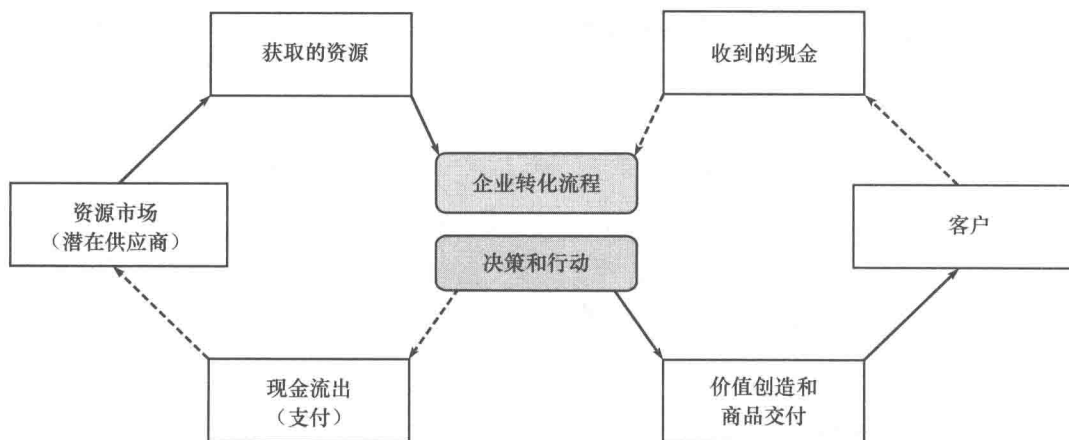 获取的资源
收到的现金
企业转化流程
资源市场
（潜在供应商）
客户
决策和行动
现金流出
（支付）
价值创造和
商品交付